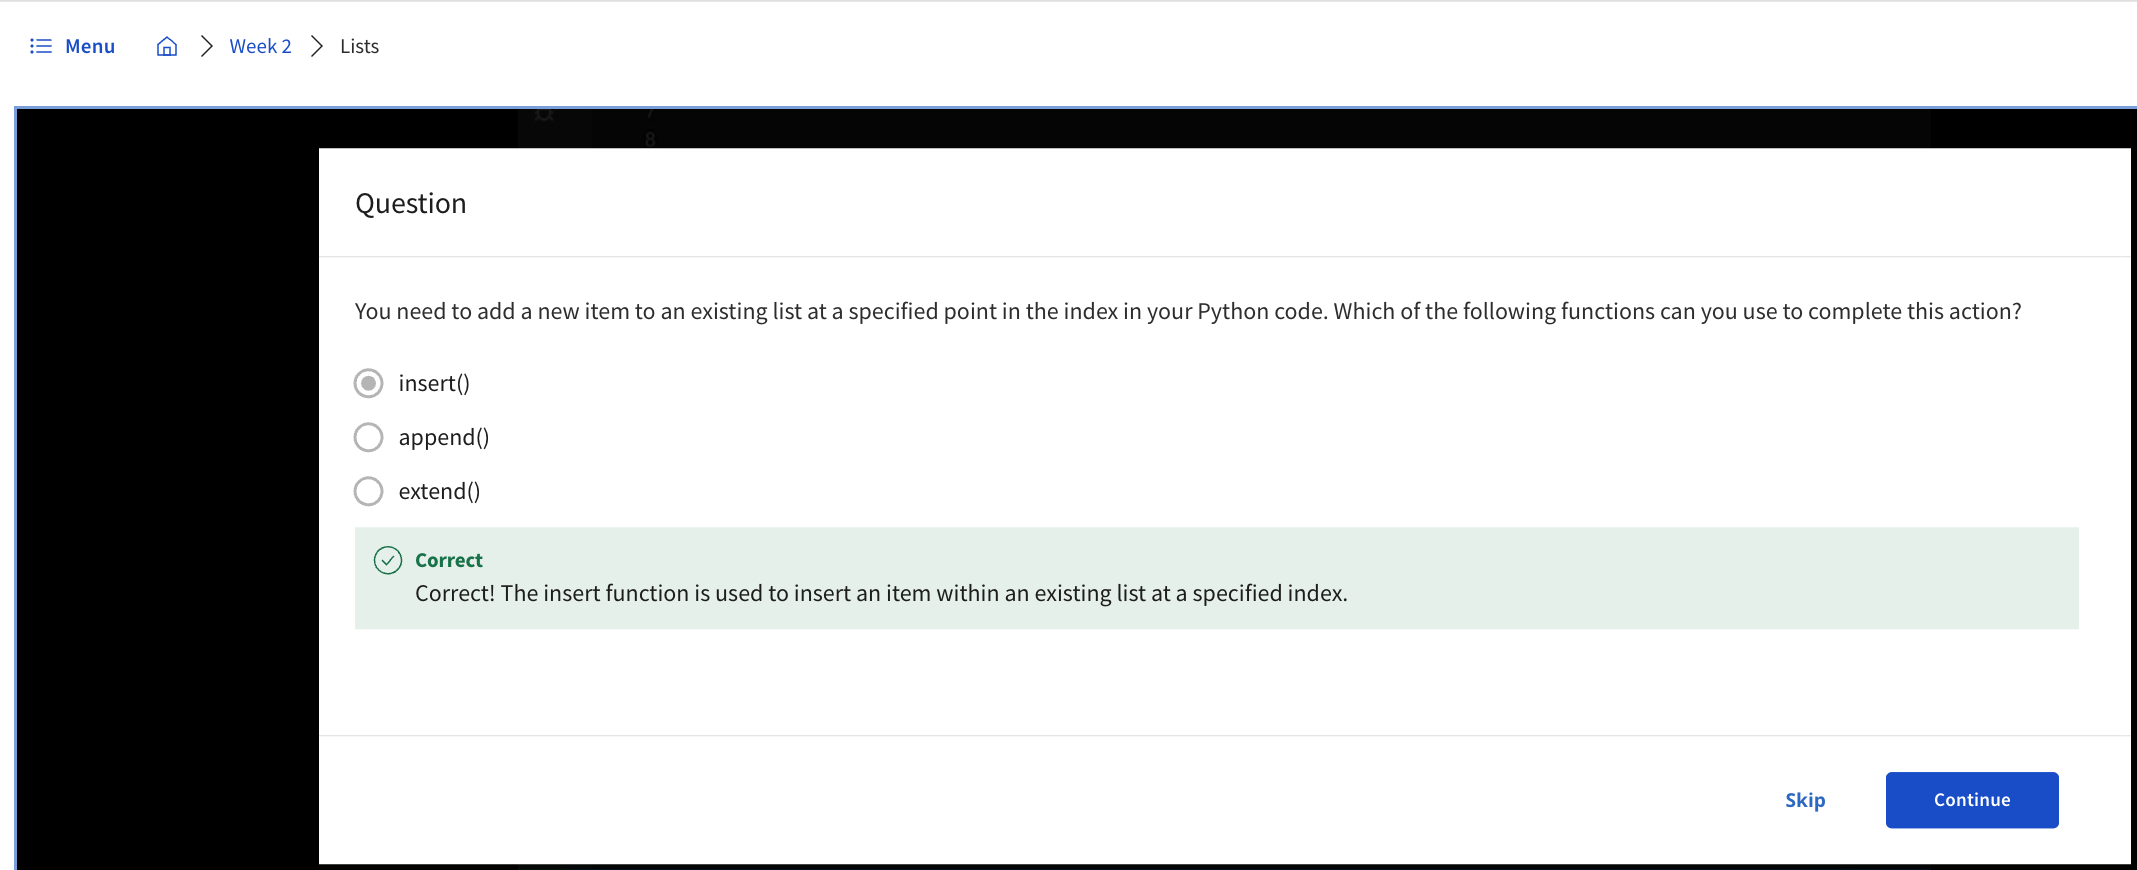 Menu Week 2 Lists
8
Question
You need to add a new item to an existing list at a specified point in the index in your Python code. Which of the following functions can you use to complete this action?
insert()
append()
extend()
Correct
Correct! The insert function is used to insert an item within an existing list at a specified index.
Skip Continue